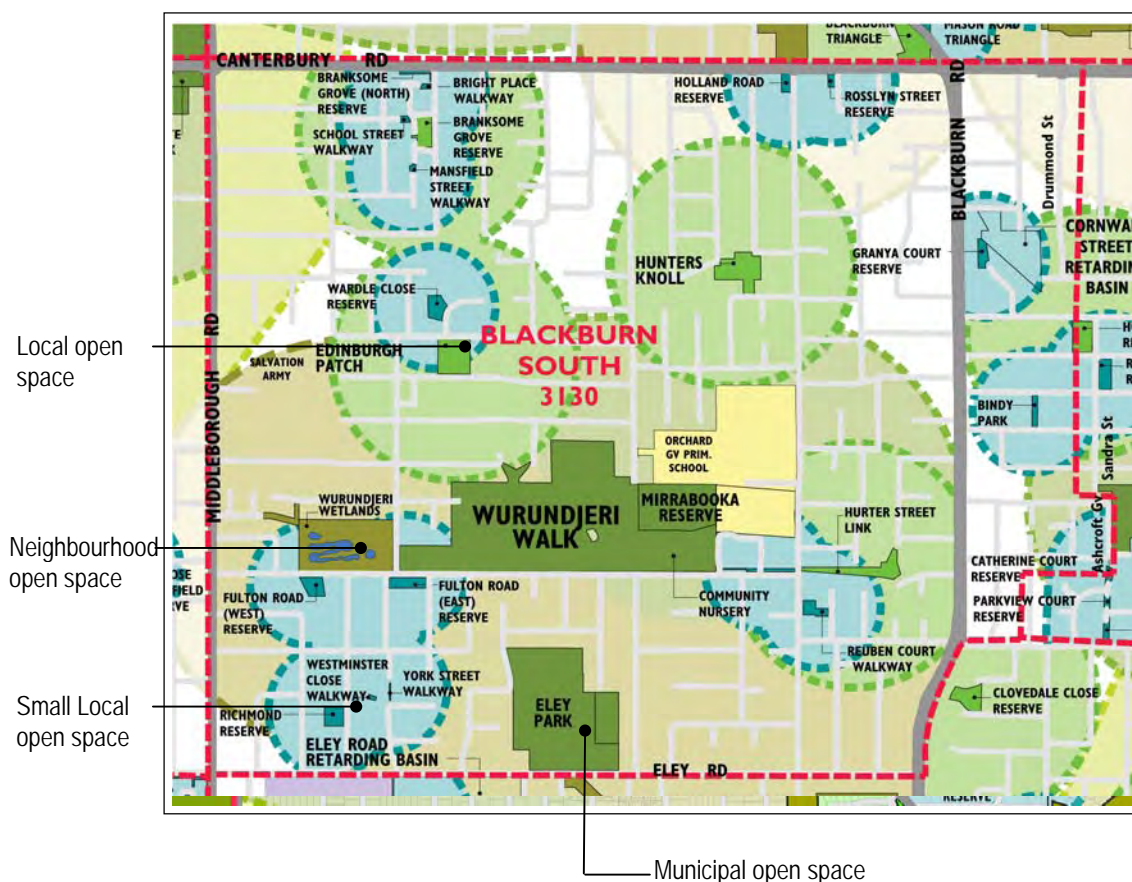 BLACKBURN
TRIANGLE
MASON ROAD
TRIANGLE
CANTERBURY RD
BRANKSOME
GROVE (NORTH)
RESERVE
BRIGHT PLACE
WALKWAY
SCHOOL STREET
WALKWAY
BRANKSOME
GROVE
RESERVE
MANSFIELD
STREET
WALKWAY
HOLLAND ROAD
RESERVE
ROSSLYN STREET
RESERVE
BLACKBURN RD
Drummond St
CORNWA
STREET
RETARDIN
BASIN
GRANYA COURT
RESERVE
HUNTERS
KNOLL
WARDLE CLOSE
RESERVE
Local open
space
EDINBURGH
PATCH
SALVATION
ARMY
BLACKBURN
SOUTH
3130
MIDDLEBOROUGH RD
BINDY
PARK
Sandra St
ORCHARD
GV PRIM.
SCHOOL
MIRRABOOKA
RESERVE
WURUNDJERI
WALK
WURUNDJERI
WETLANDS
HURTER STREET
LINK
Ashcroft Gv
Neighbourhood
open space
CATHERINE COURT
RESERVE
PARKVIEW COURT
RESERVE
FULTON ROAD
(WEST)
RESERVE
FULTON ROAD
(EAST)
RESERVE
COMMUNITY
NURSERY
REUBEN COURT
WALKWAY
WESTMINSTER
CLOSE
WALKWAY
YORK STREET
WALKWAY
Small Local
open space
RICHMOND
RESERVE
ELEY
PARK
CLOVEDALE CLOSE
RESERVE
ELEY ROAD
RETARDING BASIN
ELEY RD
RESERVE
Municipal open space